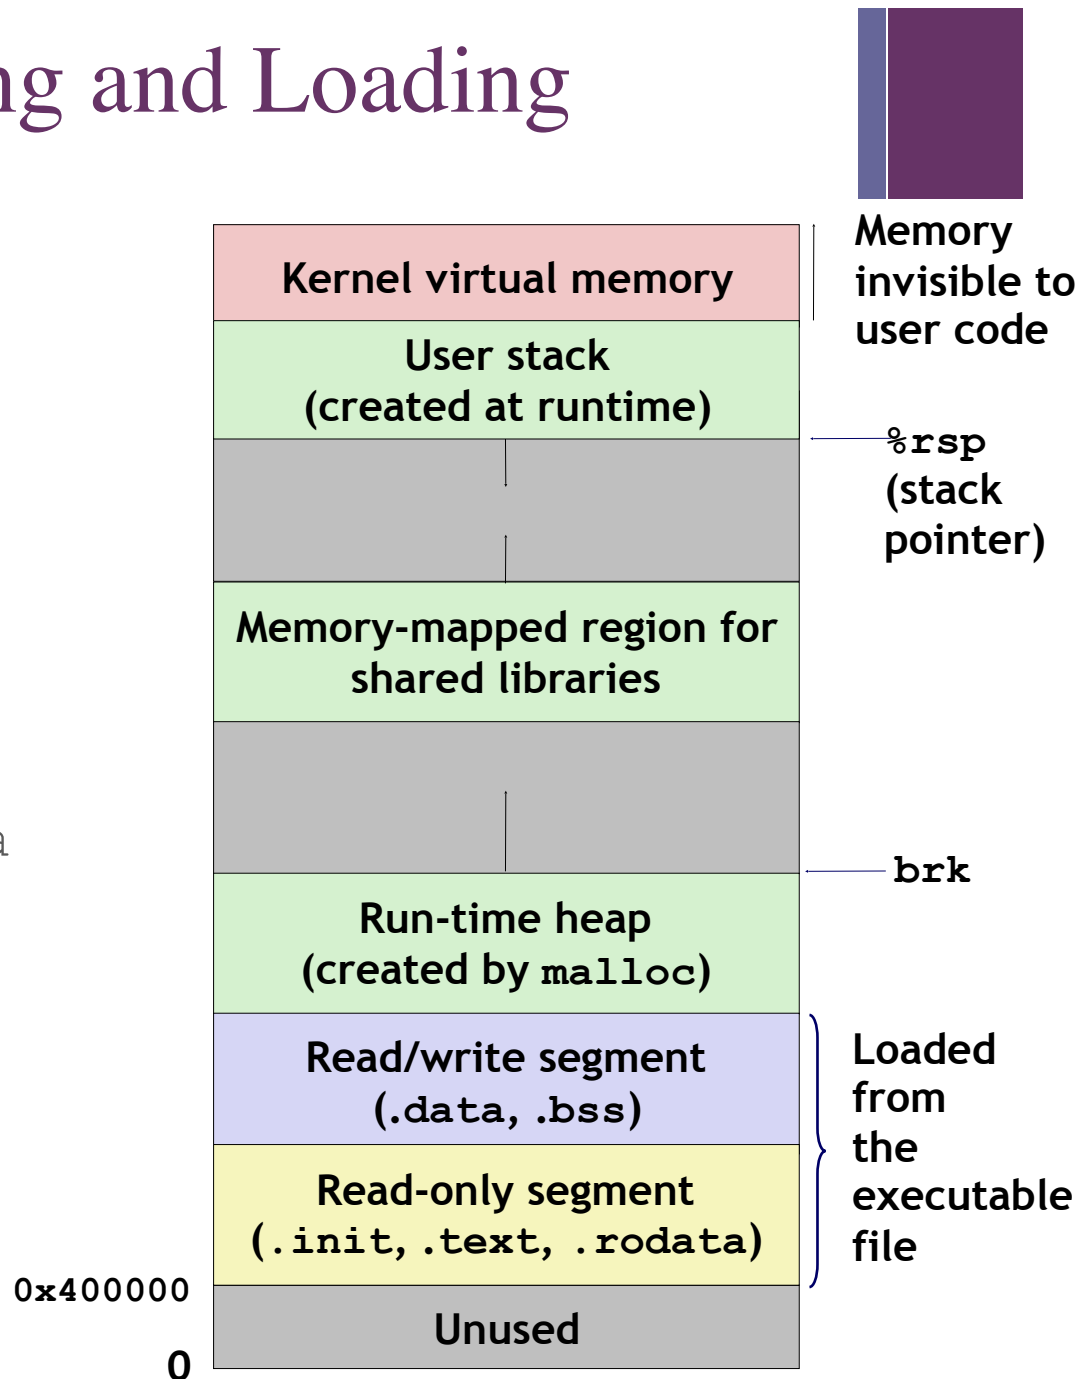 ng and Loading
Memory
invisible to
user code
Kernel virtual memory
User stack
(created at runtime)
%rsp
(stack
pointer)
Memory-mapped region for
shared libraries
a
brk
Run-time heap
(created by malloc)
Read/write segment
(.data, .bss)
Loaded
from
the
executable
file
Read-only segment
(.init, .text, .rodata)
0x400000
Unused
0